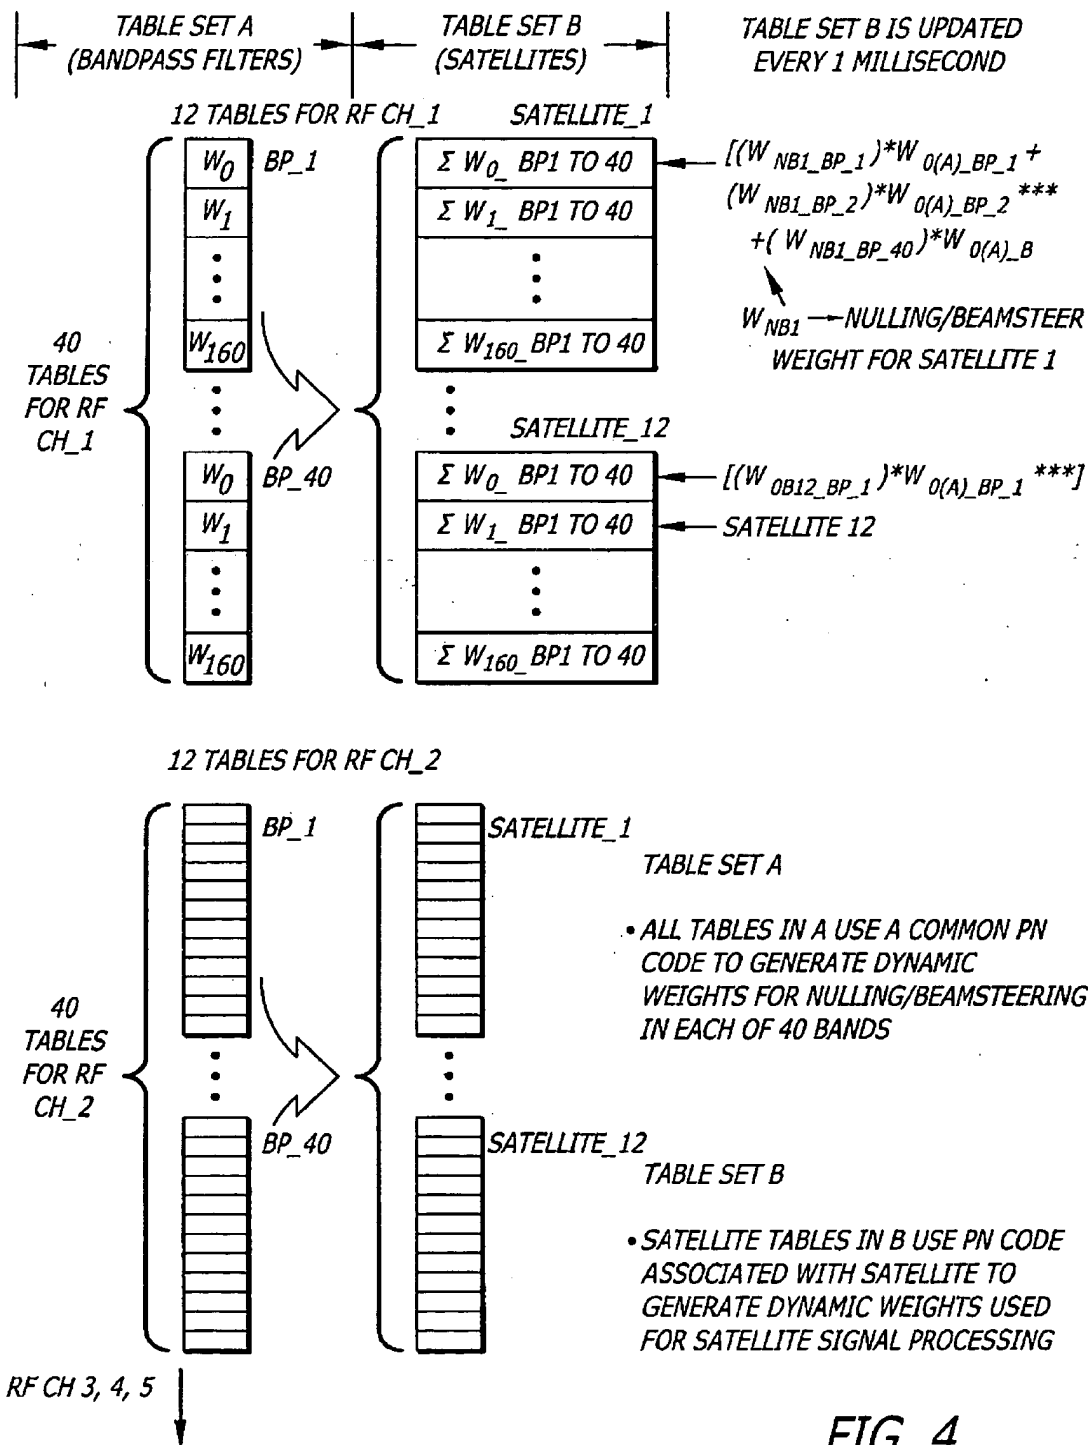 TABLE SET A
(BANDPASS FILTERS)
TABLE SET B
(SATELLITES)
TABLE SET B IS UPDATED
EVERY 1 MILLISECOND
12 TABLES FOR RF CH_1
SATELLITE_1
W0
BP_1
Σ W0_ BP1 TO 40
[(W NB1_BP_1)*W 0(A)_BP_1 +
W1
Σ W1_ BP1 TO 40
(W NB1_BP_2)*W 0(A)_BP_2 ***
+( W NB1_BP_40)*W 0(A)_B
W160
Σ W160_ BP1 TO 40
W NB1 → NULLING/BEAMSTEER
WEIGHT FOR SATELLITE 1
40
TABLES
FOR RF
CH_1
SATELLITE_12
W0
BP_40
Σ W0_ BP1 TO 40
[(W OB12_BP_1)*W 0(A)_BP_1 ***]
W1
Σ W1_ BP1 TO 40
SATELLITE 12
W160
Σ W160_ BP1 TO 40
12 TABLES FOR RF CH_2
BP_1
SATELLITE_1
TABLE SET A
• ALL TABLES IN A USE A COMMON PN
CODE TO GENERATE DYNAMIC
WEIGHTS FOR NULLING/BEAMSTEERING
IN EACH OF 40 BANDS
40
TABLES
FOR RF
CH_2
BP_40
SATELLITE_12
TABLE SET B
• SATELLITE TABLES IN B USE PN CODE
ASSOCIATED WITH SATELLITE TO
GENERATE DYNAMIC WEIGHTS USED
FOR SATELLITE SIGNAL PROCESSING
RF CH 3, 4, 5
FIG. 4